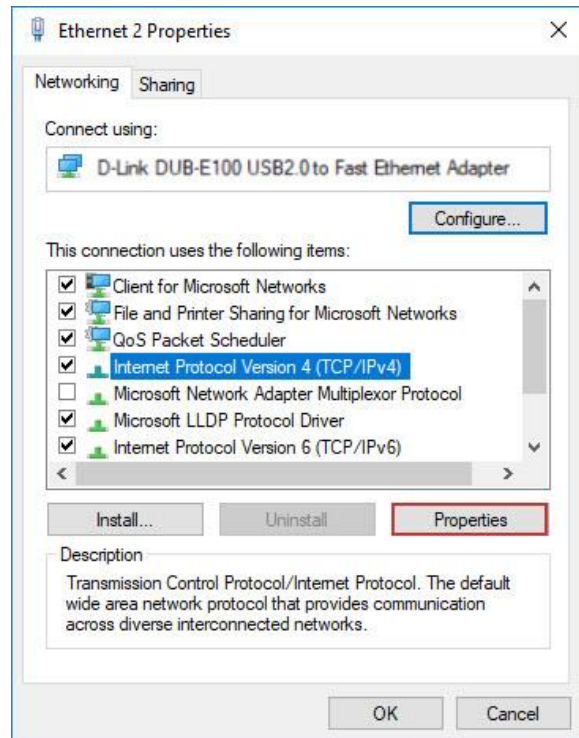 Ethernet 2 Properties
Networking
Sharing
Connect using:
D-Link DUB-E100 USB2.0 to Fast Ethernet Adapter
Configure...
This connection uses the following items:
Client for Microsoft Networks
File and Printer Sharing for Microsoft Networks
QoS Packet Scheduler
Internet Protocol Version 4 (TCP/IPv4)
Microsoft Network Adapter Multiplexor Protocol
Microsoft LLDP Protocol Driver
Internet Protocol Version 6 (TCP/IPv6)
Install...
Uninstall
Properties
Description
Transmission Control Protocol/Internet Protocol. The default
wide area network protocol that provides communication
across diverse interconnected networks.
OK
Cancel